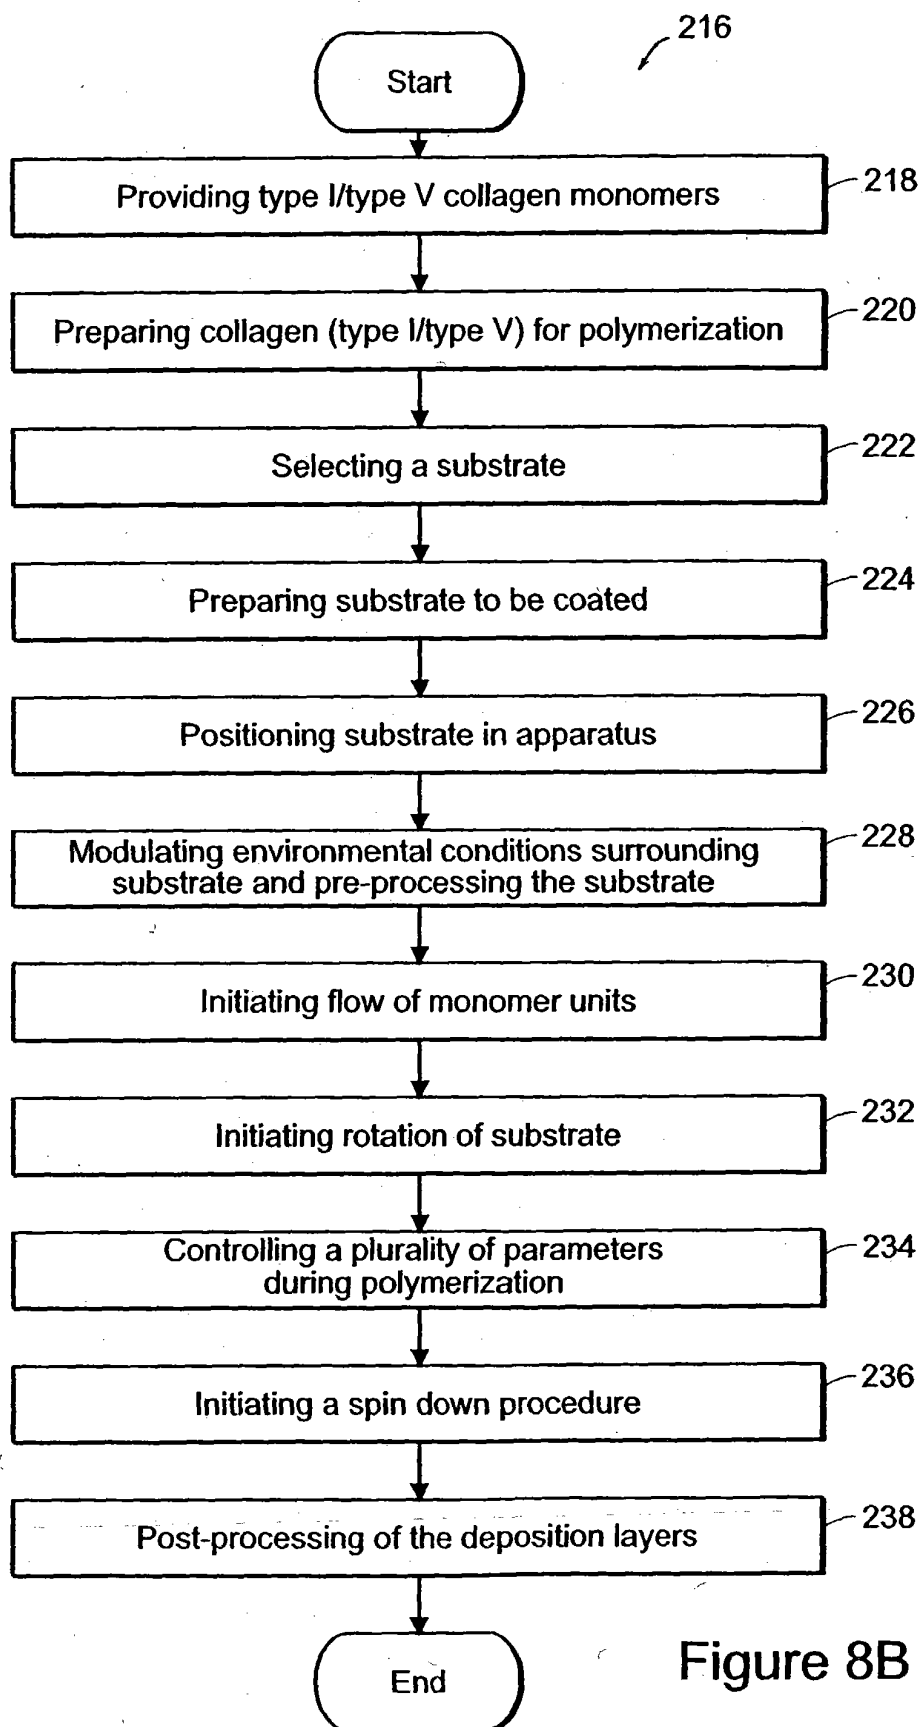 216
Start
Providing type I/type V collagen monomers
218
Preparing collagen (type I/type V) for polymerization
220
Selecting a substrate
222
Preparing substrate to be coated
224
Positioning substrate in apparatus
226
Modulating environmental conditions surrounding
substrate and pre-processing the substrate
228
Initiating flow of monomer units
230
Initiating rotation of substrate
232
Controlling a plurality of parameters
during polymerization
234
Initiating a spin down procedure
236
Post-processing of the deposition layers
238
End
Figure 8B